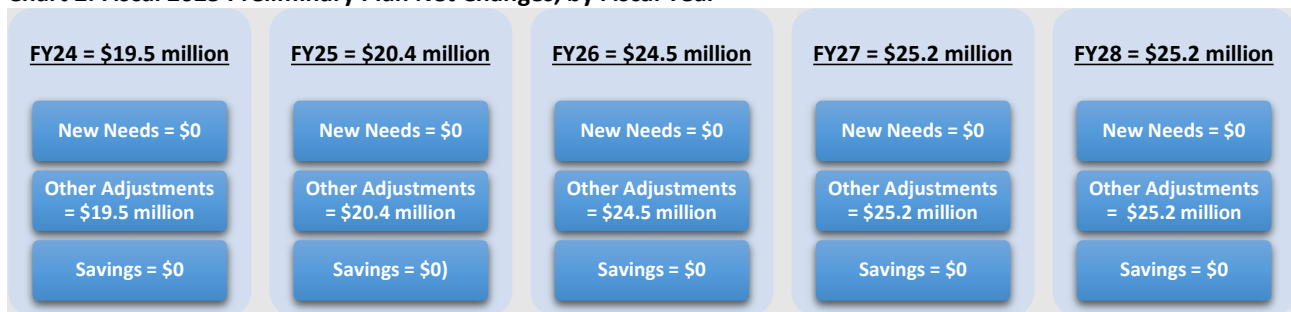 Chart 2: Fiscal 2025 Preliminary Plan Net Changes, by Fiscal Year
FY24 = $19.5 million
New Needs = $0
Other Adjustments
= $19.5 million
Savings = $0
FY25 = $20.4 million
New Needs = $0
Other Adjustments
= $20.4 million
Savings = $0)
FY26 = $24.5 million
New Needs = $0
Other Adjustments
= $24.5 million
Savings = $0
FY27 = $25.2 million
New Needs = $0
Other Adjustments
= $25.2 million
Savings = $0
FY28 = $25.2 million
New Needs = $0
Other Adjustments
= $25.2 million
Savings = $0